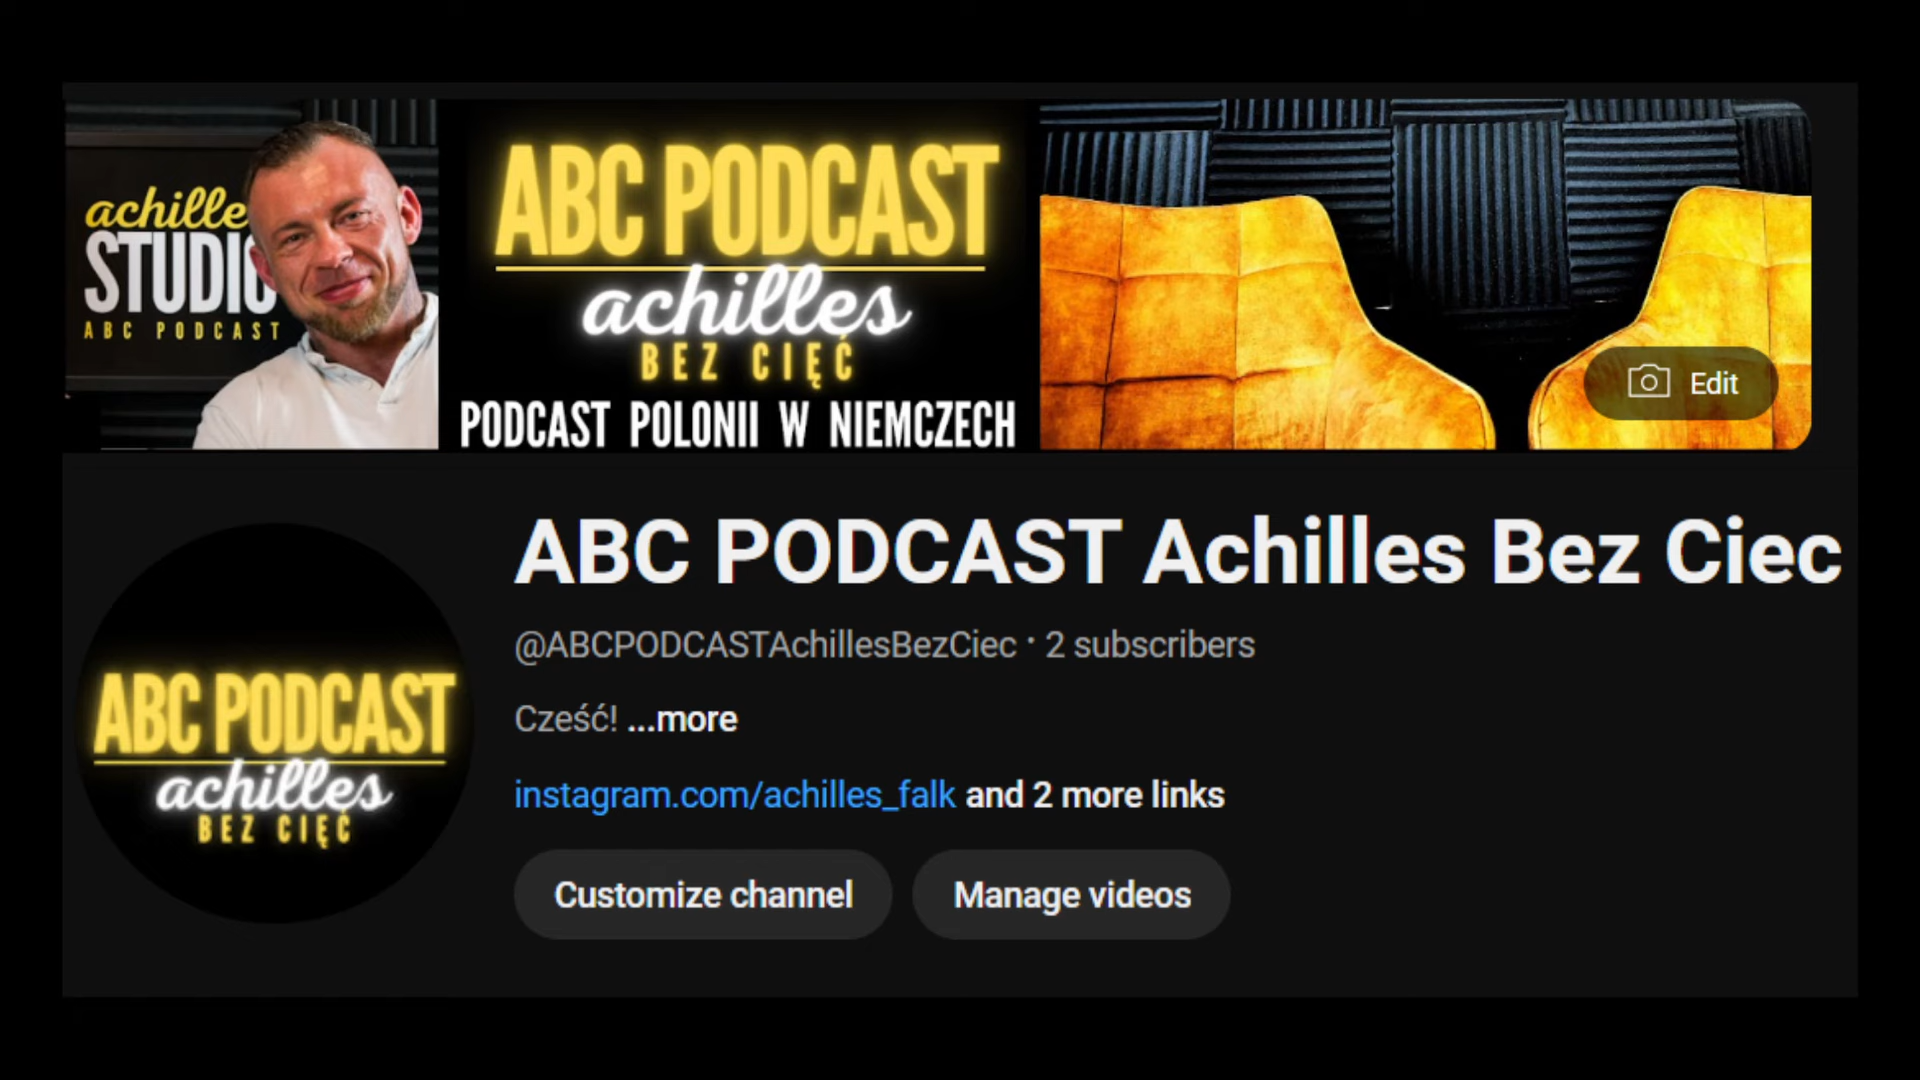 achille
STUDIO
ABC PODCAST
ABC PODCAST
achilles
BEZ CIĘĆ
PODCAST POLONII W NIEMCZECH
Edit
ABC PODCAST Achilles Bez Ciec
@ABCPODCASTAchillesBezCiec · 2 subscribers
Cześć! ...more
instagram.com/achilles_falk and 2 more links
Customize channel
Manage videos
ABC PODCAST
achilles
BEZ CIĘĆ